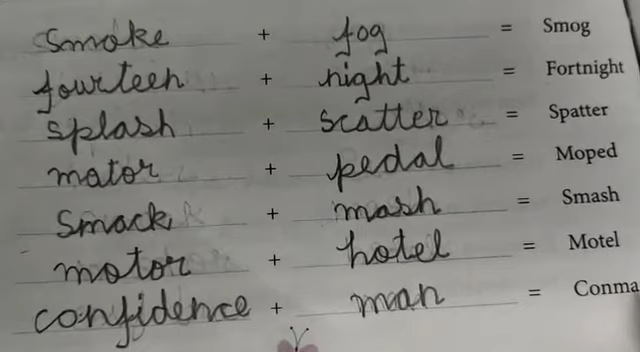 Smoke + fog = Smog
fourteen + night = Fortnight
splash + scatter = Spatter
motor + pedal = Moped
Smack + mash = Smash
motor + hotel = Motel
confidence + man = Conma